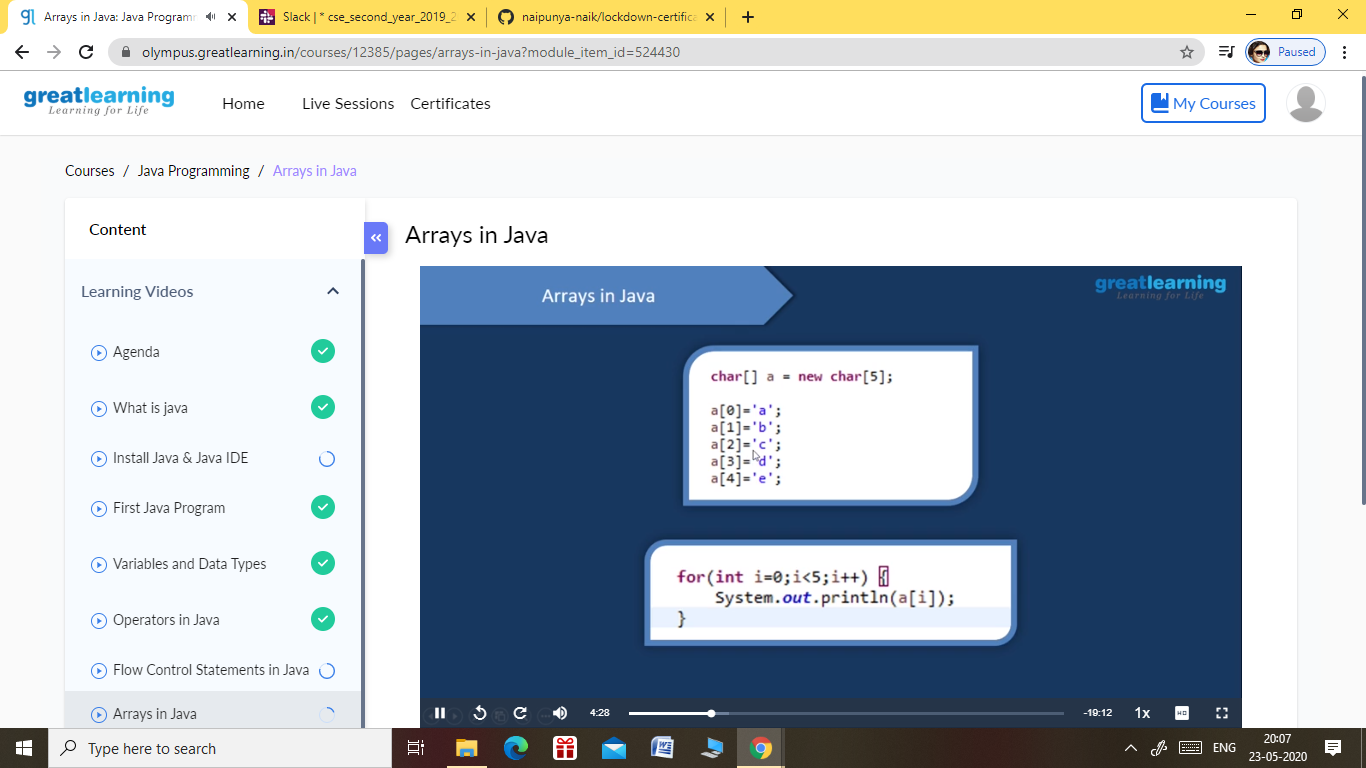 Arrays in Java: Java Programm
Slack | * cse_second_year_2019_2
naipunya-naik/lockdown-certifica
olympus.greatlearning.in/courses/12385/pages/arrays-in-java?module_item_id=524430
Paused
greatlearning
Learning for Life
Home
Live Sessions
Certificates
My Courses
Courses / Java Programming / Arrays in Java
Content
Learning Videos
Agenda
What is java
Install Java & Java IDE
First Java Program
Variables and Data Types
Operators in Java
Flow Control Statements in Java
Arrays in Java
Arrays in Java
Arrays in Java
greatlearning
Learning for Life
char[] a = new char[5];
a[0]='a';
a[1]='b';
a[2]='c';
a[3]='d';
a[4]='e';
for(int i=0;i<5;i++) {
System.out.println(a[i]);
}
4:28
-19:12
1x
HD
Type here to search
ENG
20:07
23-05-2020